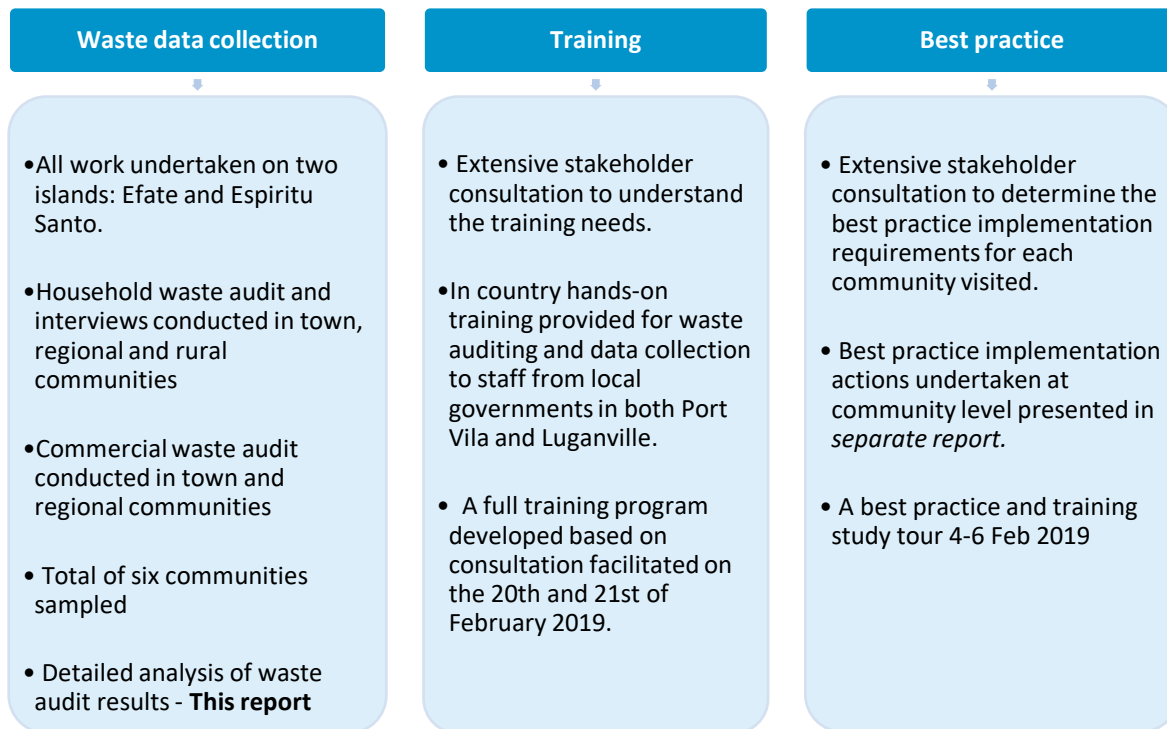 Waste data collection
•All work undertaken on two
islands: Efate and Espiritu
Santo.
•Household waste audit and
interviews conducted in town,
regional and rural
communities
•Commercial waste audit
conducted in town and
regional communities
• Total of six communities
sampled
• Detailed analysis of waste
audit results - This report
Training
• Extensive stakeholder
consultation to understand
the training needs.
•In country hands-on
training provided for waste
auditing and data collection
to staff from local
governments in both Port
Vila and Luganville.
• A full training program
developed based on
consultation facilitated on
the 20th and 21st of
February 2019.
Best practice
• Extensive stakeholder
consultation to determine the
best practice implementation
requirements for each
community visited.
• Best practice implementation
actions undertaken at
community level presented in
separate report.
• A best practice and training
study tour 4-6 Feb 2019